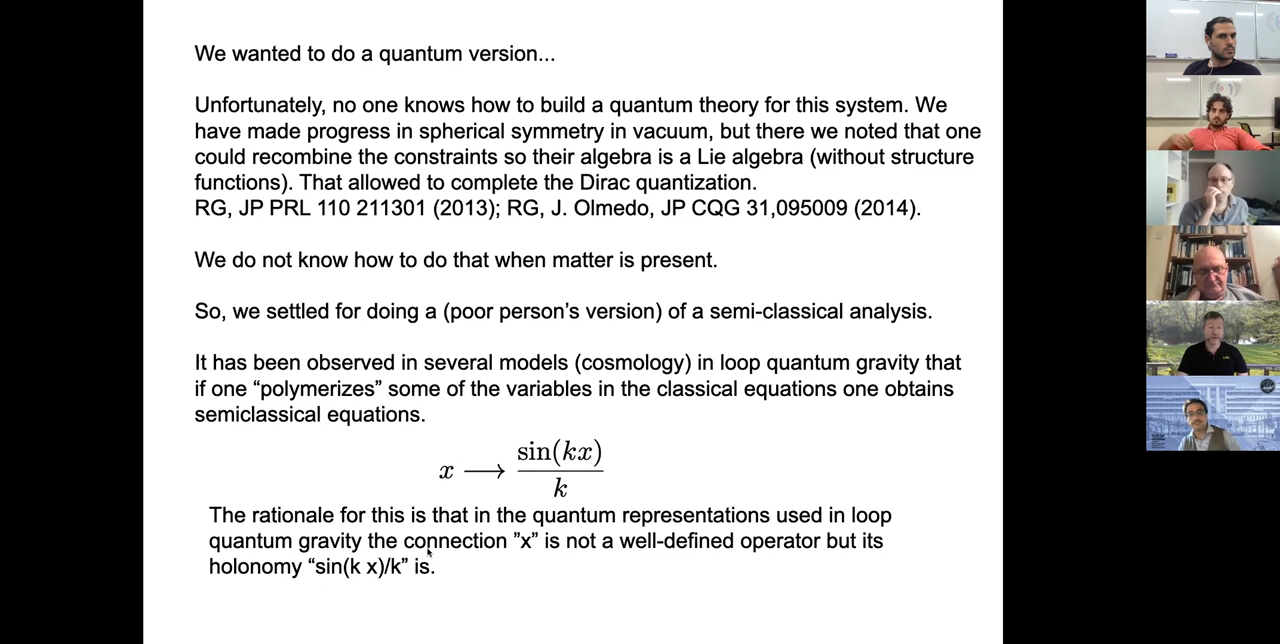 We wanted to do a quantum version...
Unfortunately, no one knows how to build a quantum theory for this system. We
have made progress in spherical symmetry in vacuum, but there we noted that one
could recombine the constraints so their algebra is a Lie algebra (without structure
functions). That allowed to complete the Dirac quantization.
RG, JP PRL 110 211301 (2013); RG, J. Olmedo, JP CQG 31,095009 (2014).
We do not know how to do that when matter is present.
So, we settled for doing a (poor person's version) of a semi-classical analysis.
It has been observed in several models (cosmology) in loop quantum gravity that
if one “polymerizes” some of the variables in the classical equations one obtains
semiclassical equations.
x ⟶ sin(kx)/k
The rationale for this is that in the quantum representations used in loop
quantum gravity the connection ”x” is not a well-defined operator but its
holonomy “sin(k x)/k” is.